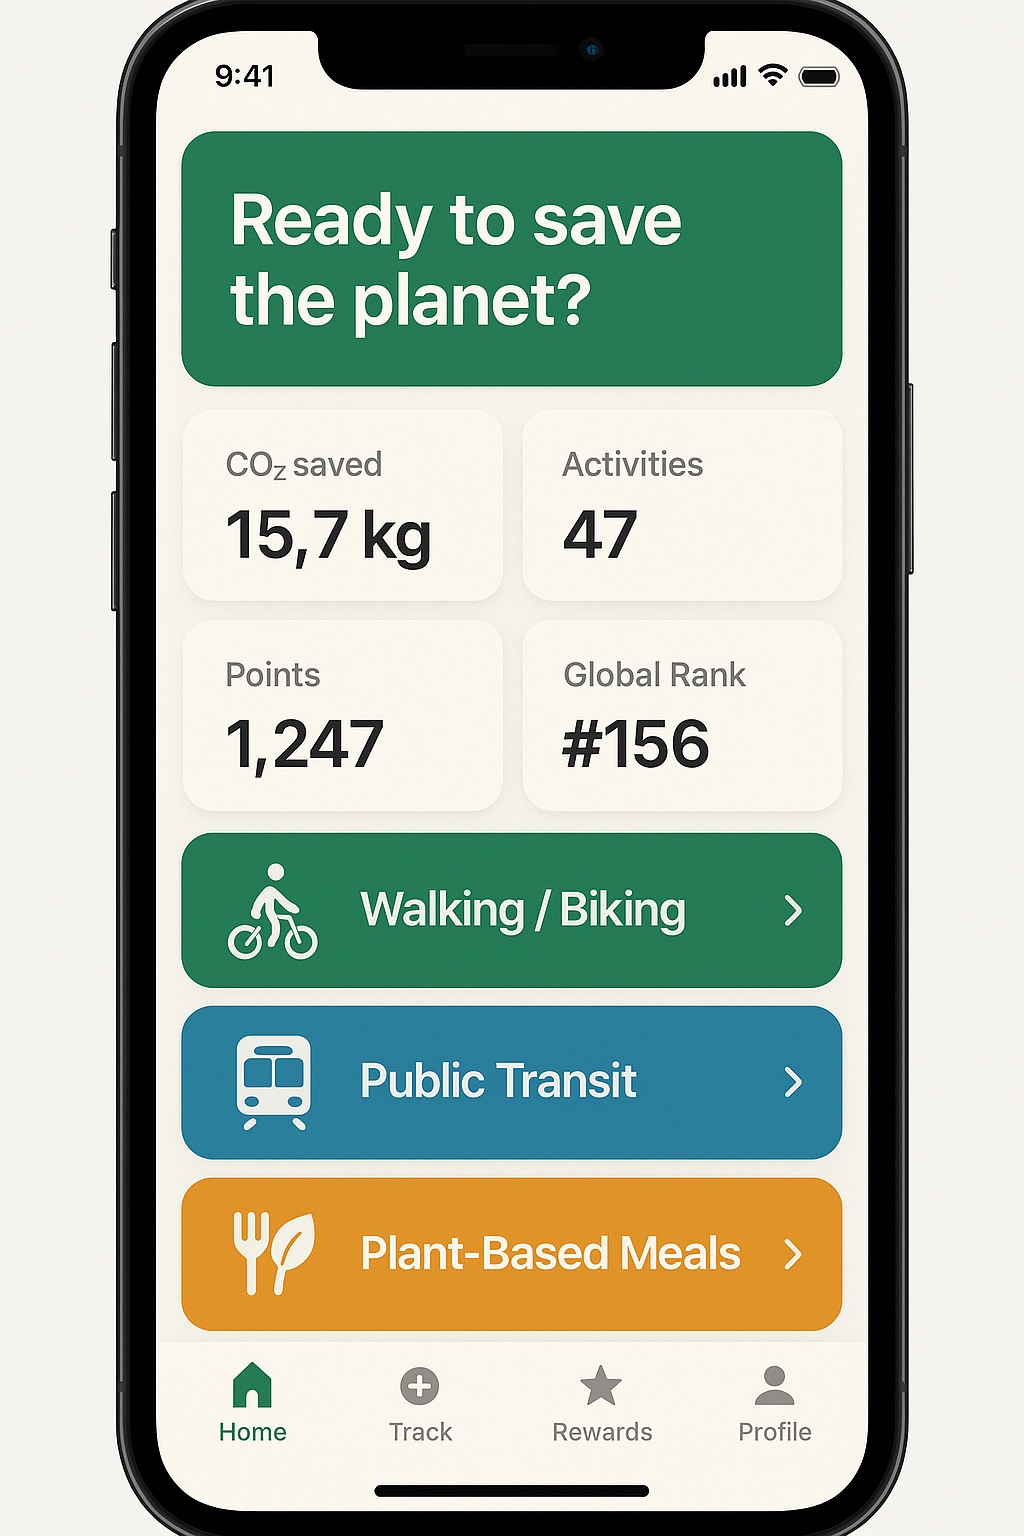 9:41
Ready to save
the planet?
CO₂ saved
15,7 kg
Activities
47
Points
1,247
Global Rank
#156
Walking / Biking
Public Transit
Plant-Based Meals
Home
Track
Rewards
Profile